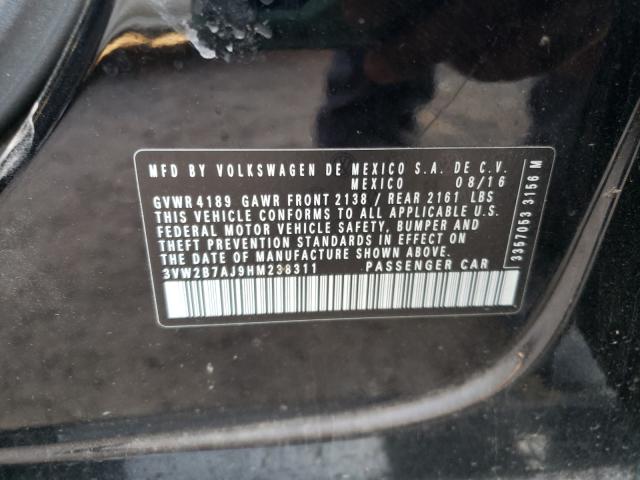 MFD BY VOLKSWAGEN DE MEXICO S.A. DE C.V.
MEXICO 08/16
GVWR 4189 GAWR FRONT 2138 / REAR 2161 LBS
THIS VEHICLE CONFORMS TO ALL APPLICABLE U.S.
FEDERAL MOTOR VEHICLE SAFETY, BUMPER AND
THEFT PREVENTION STANDARDS IN EFFECT ON
THE DATE OF MANUFACTURE SHOWN ABOVE.
3VW2B7AJ9HM238311 PASSENGER CAR
3357053 3156 M